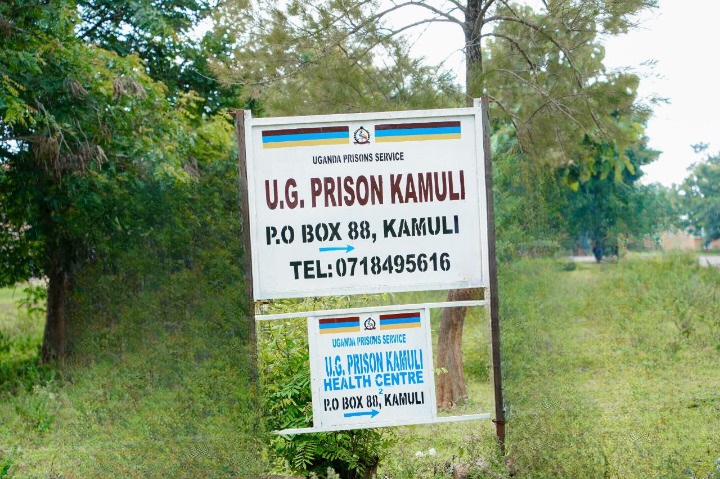 UGANDA PRISONS SERVICE
U.G. PRISON KAMULI
P.O BOX 88, KAMULI
TEL:0718495616
UGANDA PRISONS SERVICE
U.G. PRISON KAMULI
HEALTH CENTRE
2
P.O BOX 88, KAMULI